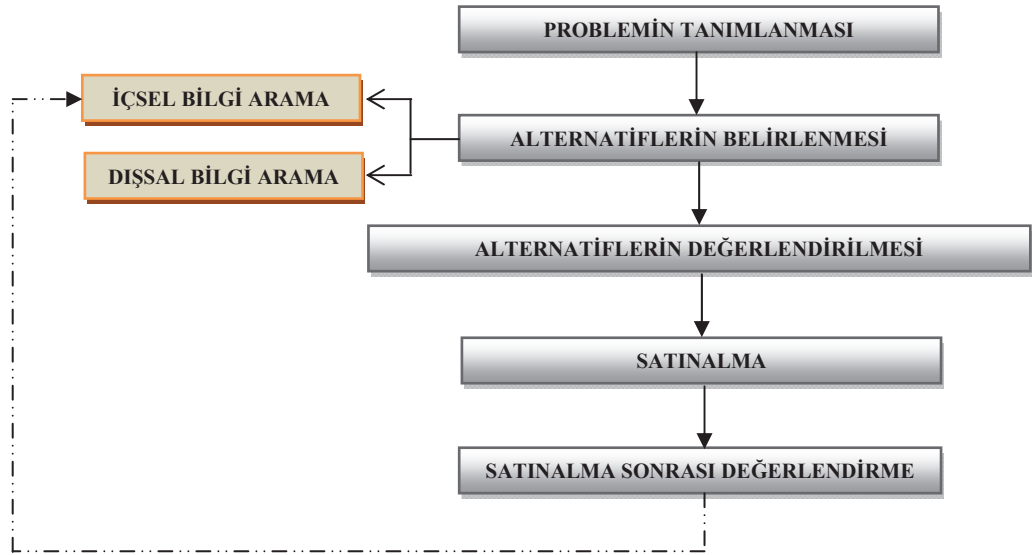 PROBLEMİN TANIMLANMASI
İÇSEL BİLGİ ARAMA
ALTERNATİFLERİN BELİRLENMESİ
DIŞSAL BİLGİ ARAMA
ALTERNATİFLERİN DEĞERLENDİRİLMESİ
SATINALMA
SATINALMA SONRASI DEĞERLENDİRME